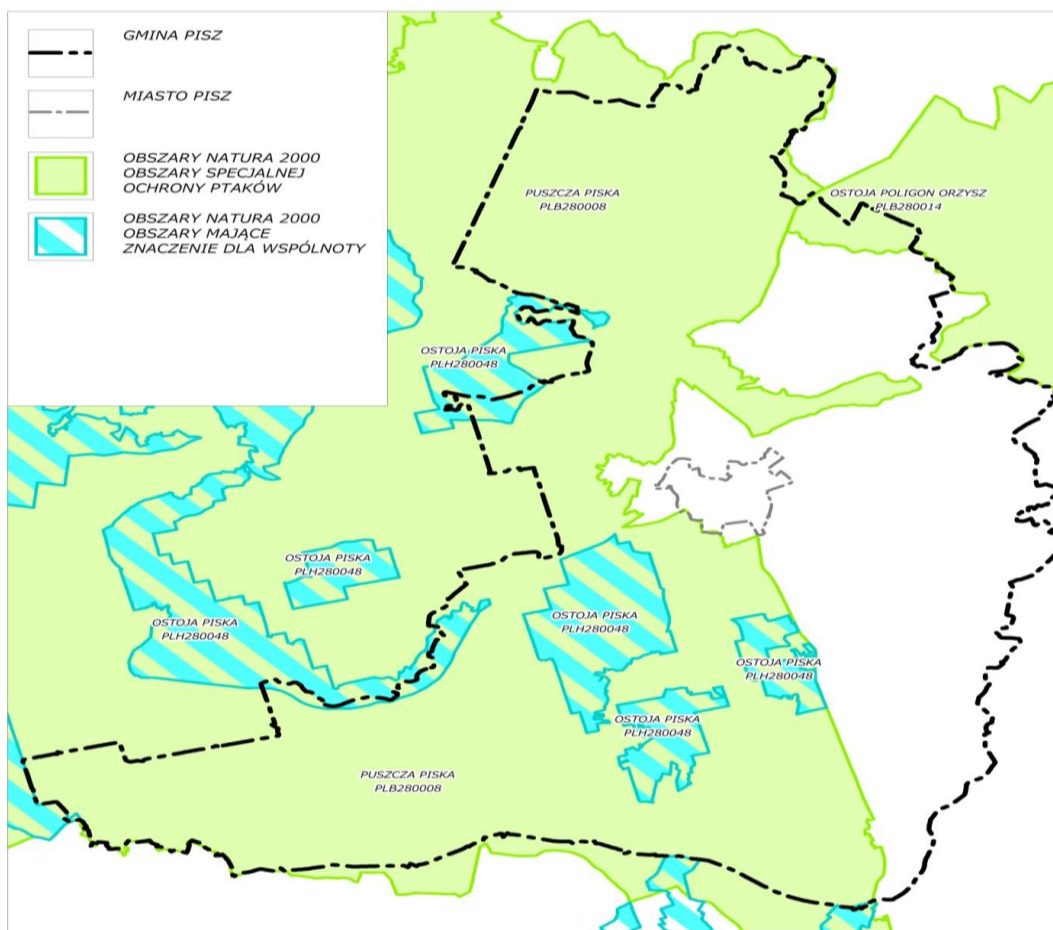 GMINA PISZ
MIASTO PISZ
OBSZARY NATURA 2000
OBSZARY SPECJALNEJ
OCHRONY PTAKÓW
OBSZARY NATURA 2000
OBSZARY MAJĄCE
ZNACZENIE DLA WSPÓLNOTY
PUSZCZA PISKA
PLB280008
OSTOJA POLIGON ORZYSZ
PLB280014
OSTOJA PISKA
PLH280048
OSTOJA PISKA
PLH280048
OSTOJA PISKA
PLH280048
OSTOJA PISKA
PLH280048
OSTOJA PISKA
PLH280048
OSTOJA PISKA
PLH280048
PUSZCZA PISKA
PLB280008